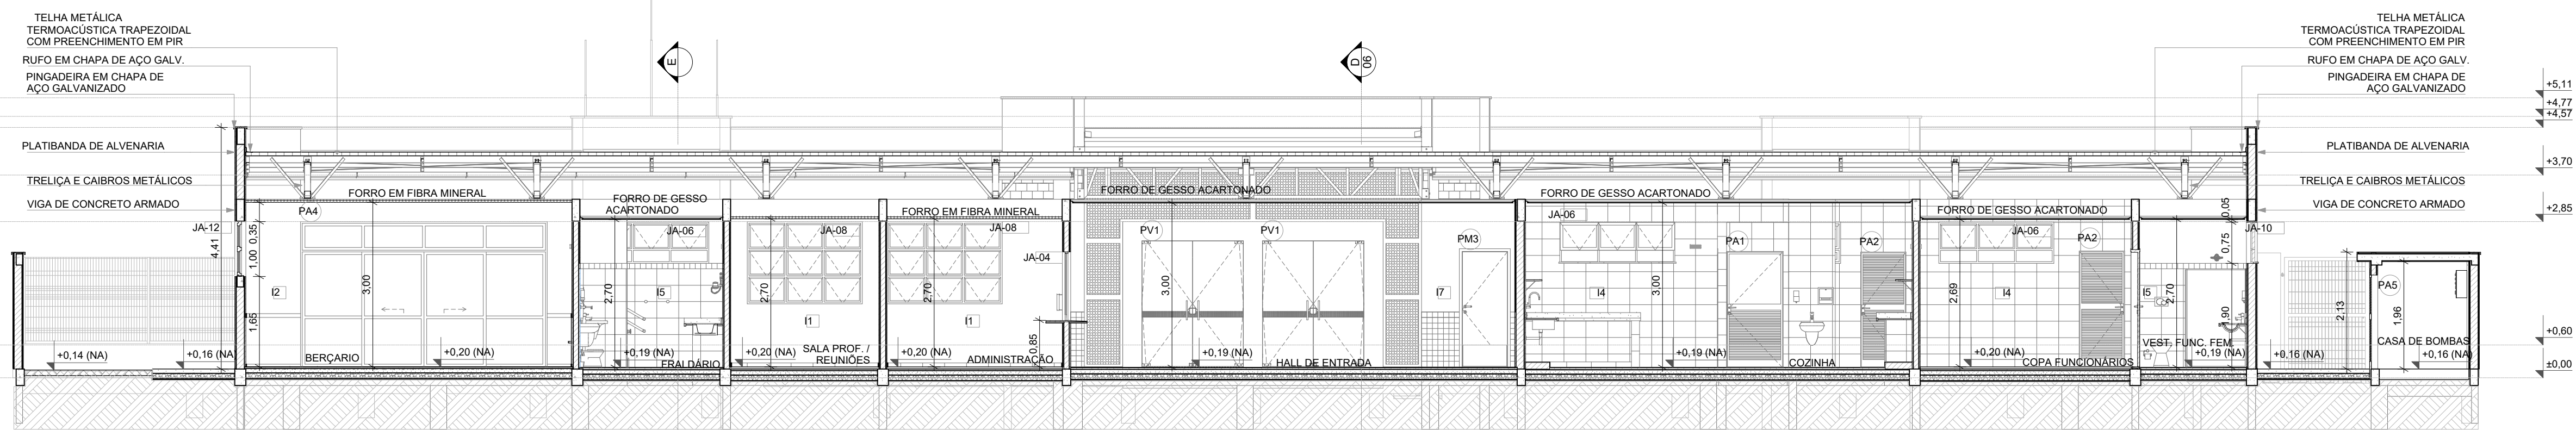 TELHA METÁLICA
TERMOACÚSTICA TRAPEZOIDAL
COM PREENCHIMENTO EM PIR
RUFO EM CHAPA DE AÇO GALV.
PINGADEIRA EM CHAPA DE
AÇO GALVANIZADO
PLATIBANDA DE ALVENARIA
TRELIÇA E CAIBROS METÁLICOS
VIGA DE CONCRETO ARMADO
E
D
06
TELHA METÁLICA
TERMOACÚSTICA TRAPEZOIDAL
COM PREENCHIMENTO EM PIR
RUFO EM CHAPA DE AÇO GALV.
PINGADEIRA EM CHAPA DE
AÇO GALVANIZADO
PLATIBANDA DE ALVENARIA
TRELIÇA E CAIBROS METÁLICOS
VIGA DE CONCRETO ARMADO
+5,11
+4,77
+4,57
+3,70
+2,85
+0,60
±0,00
JA-12
4,41
0,35
1,00
1,65
+0,14 (NA)
+0,16 (NA)
FORRO EM FIBRA MINERAL
PA4
I2
3,00
BERÇARIO
+0,20 (NA)
FORRO DE GESSO
ACARTONADO
JA-06
2,70
I5
+0,19 (NA)
FRALDÁRIO
JA-08
2,70
I1
+0,20 (NA)
SALA PROF. /
REUNIÕES
FORRO EM FIBRA MINERAL
JA-08
2,70
I1
+0,20 (NA)
ADMINISTRAÇÃO
JA-04
0,85
FORRO DE GESSO ACARTONADO
PV1
PV1
PM3
3,00
I7
+0,19 (NA)
HALL DE ENTRADA
FORRO DE GESSO ACARTONADO
JA-06
PA1
PA2
I4
3,00
+0,19 (NA)
COZINHA
FORRO DE GESSO ACARTONADO
JA-06
PA2
2,69
I4
+0,20 (NA)
COPA FUNCIONÁRIOS
0,05
0,75
1,90
JA-10
I5
2,70
VEST. FUNC. FEM.
+0,19 (NA)
+0,16 (NA)
2,13
PA5
1,96
CASA DE BOMBAS
+0,16 (NA)